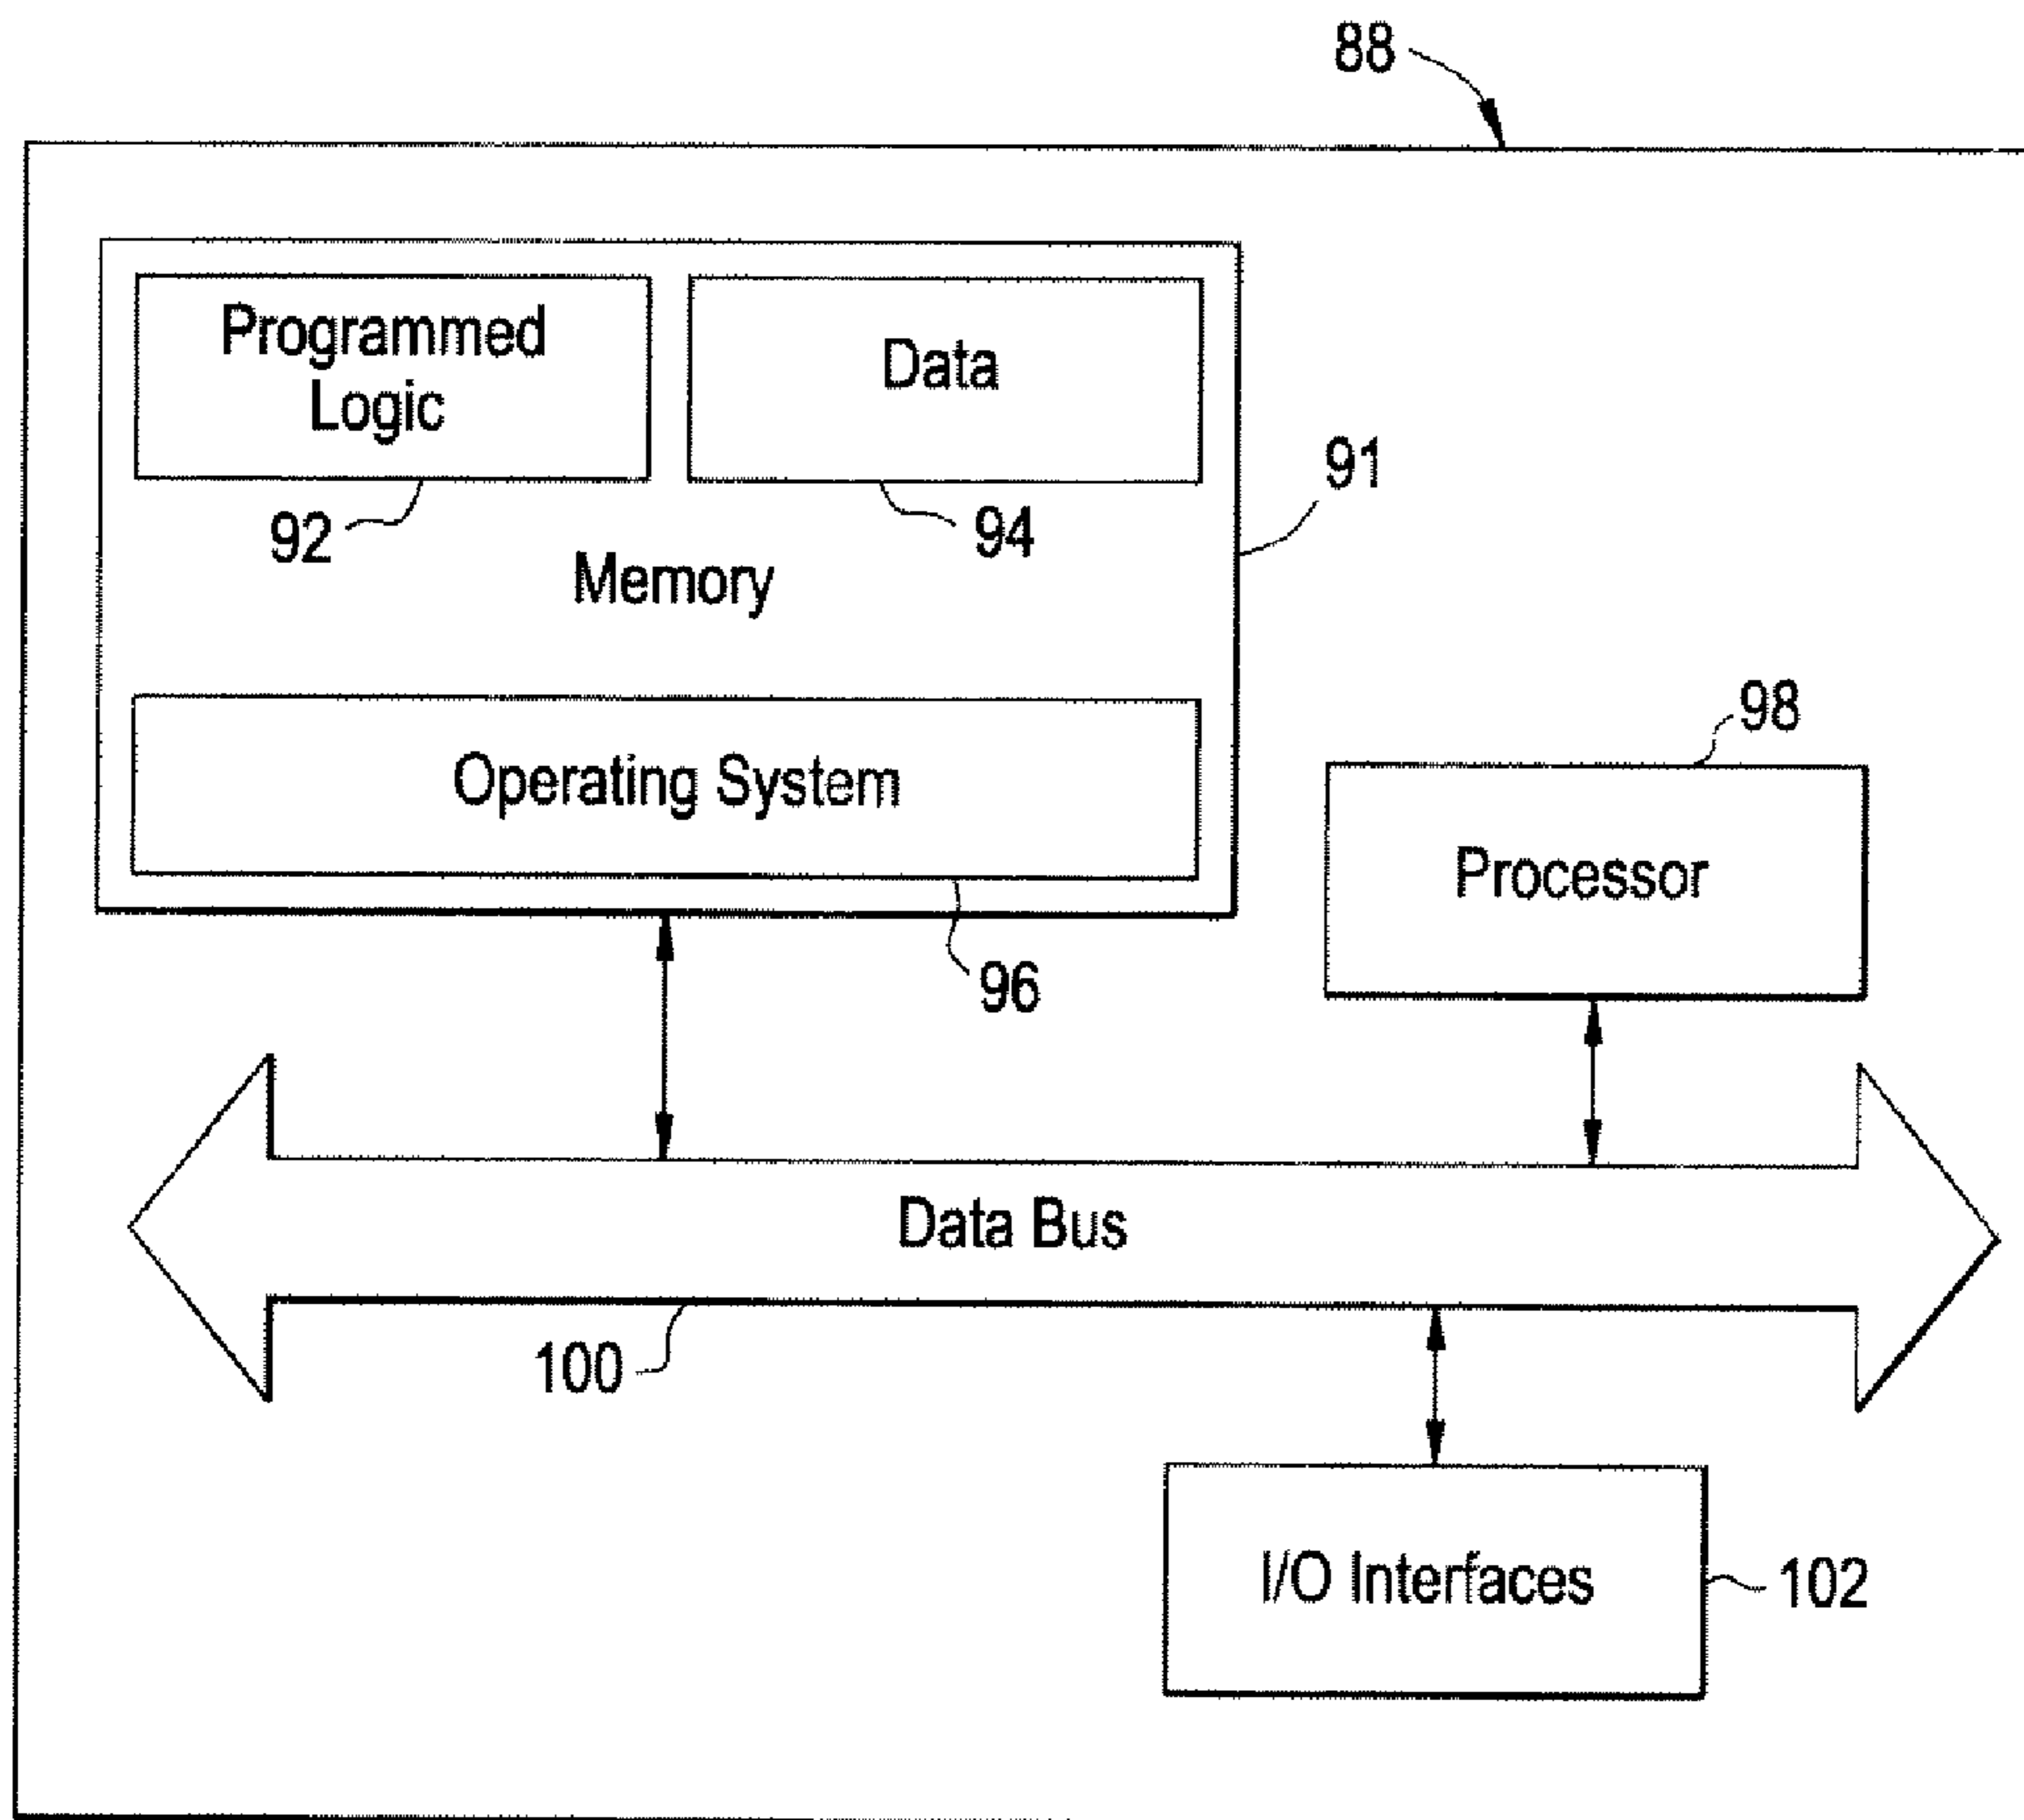 88
Programmed
Logic
Data
91
92
94
Memory
98
Operating System
Processor
96
Data Bus
100
I/O Interfaces
102